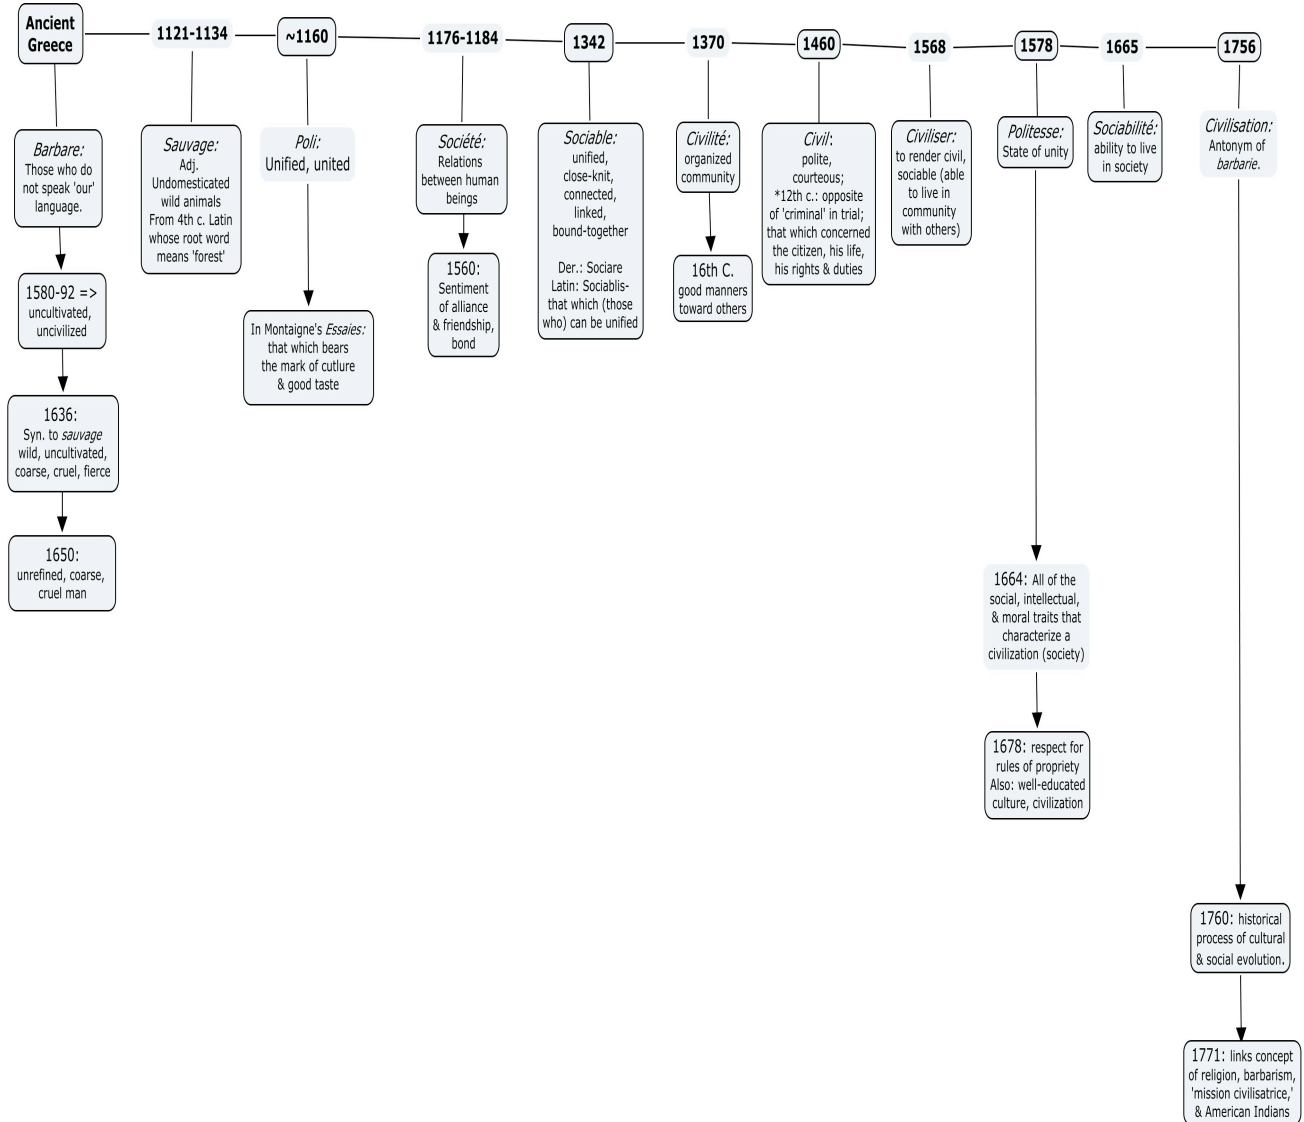 Ancient
Greece
1121-1134
~1160
1176-1184
1342
1370
1460
1568
1578
1665
1756
Barbare:
Those who do
not speak 'our'
language.
1580-92 =>
uncultivated,
uncivilized
1636:
Syn. to sauvage
wild, uncultivated,
coarse, cruel, fierce
1650:
unrefined, coarse,
cruel man
Sauvage:
Adj.
Undomesticated
wild animals
From 4th c. Latin
whose root word
means 'forest'
Poli:
Unified, united
In Montaigne's Essaies:
that which bears
the mark of cutlure
& good taste
Société:
Relations
between human
beings
1560:
Sentiment
of alliance
& friendship,
bond
Sociable:
unified,
close-knit,
connected,
linked,
bound-together
Der.: Sociare
Latin: Sociablis-
that which (those
who) can be unified
Civilité:
organized
community
16th C.
good manners
toward others
Civil:
polite,
courteous;
*12th c.: opposite
of 'criminal' in trial;
that which concerned
the citizen, his life,
his rights & duties
Civiliser:
to render civil,
sociable (able
to live in
community
with others)
Politesse:
State of unity
1664: All of the
social, intellectual,
& moral traits that
characterize a
civilization (society)
1678: respect for
rules of propriety
Also: well-educated
culture, civilization
Sociabilité:
ability to live
in society
Civilisation:
Antonym of
barbarie.
1760: historical
process of cultural
& social evolution.
1771: links concept
of religion, barbarism,
'mission civilisatrice,'
& American Indians